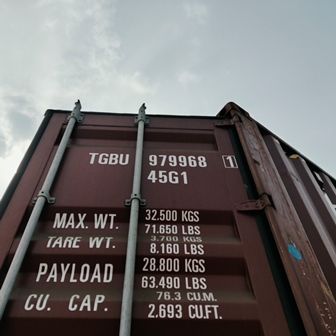 TGBU 979968 1
45G1
MAX. WT. 32.500 KGS
71.650 LBS
TARE WT. 3.700 KGS
8.160 LBS
PAYLOAD 28.800 KGS
63.490 LBS
CU. CAP. 76.3 CU.M.
2.693 CU.FT.